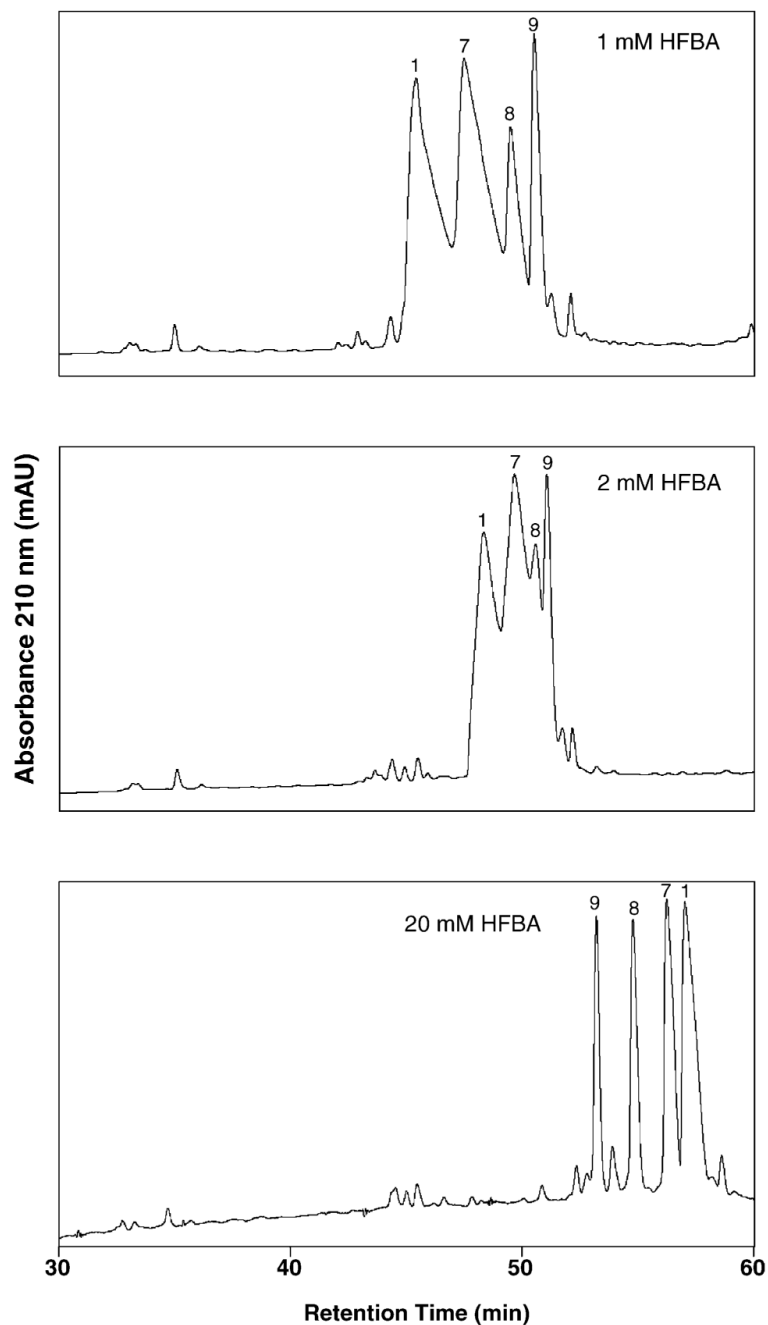 1 7 8 9
1 mM HFBA
1 7 8 9
2 mM HFBA
9 8 7 1
20 mM HFBA
Absorbance 210 nm (mAU)
30 40 50 60
Retention Time (min)